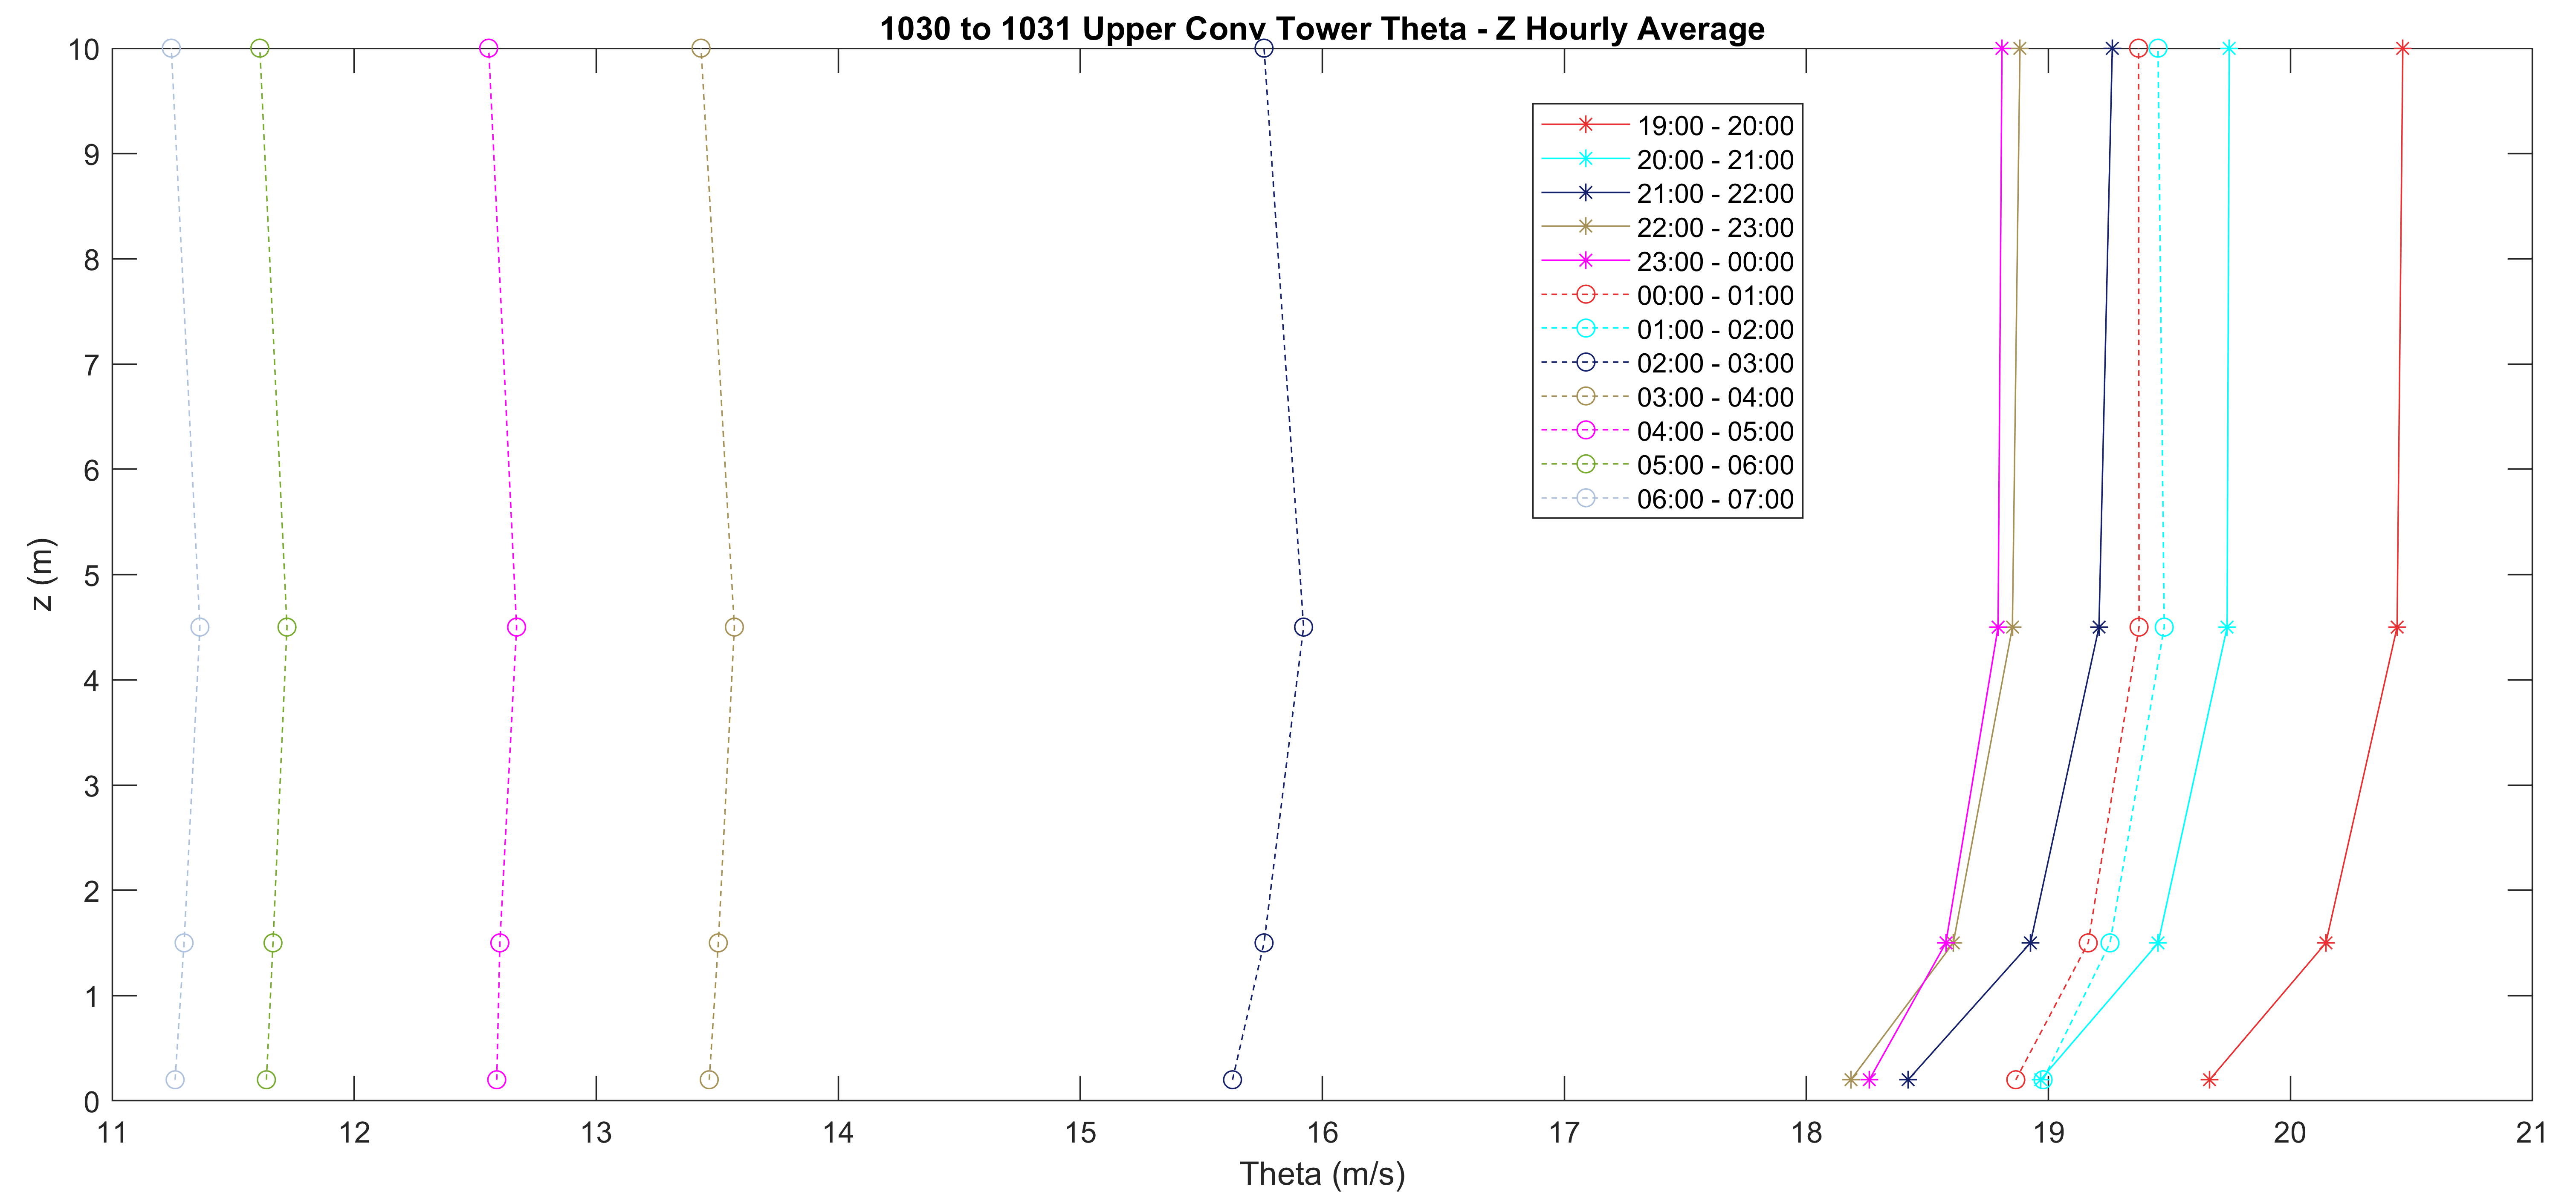 1030 to 1031 Upper Conv Tower Theta - Z Hourly Average
10
9
8
7
6
5
4
3
2
1
0
z (m)
19:00 - 20:00
20:00 - 21:00
21:00 - 22:00
22:00 - 23:00
23:00 - 00:00
00:00 - 01:00
01:00 - 02:00
02:00 - 03:00
03:00 - 04:00
04:00 - 05:00
05:00 - 06:00
06:00 - 07:00
11 12 13 14 15 16 17 18 19 20 21
Theta (m/s)